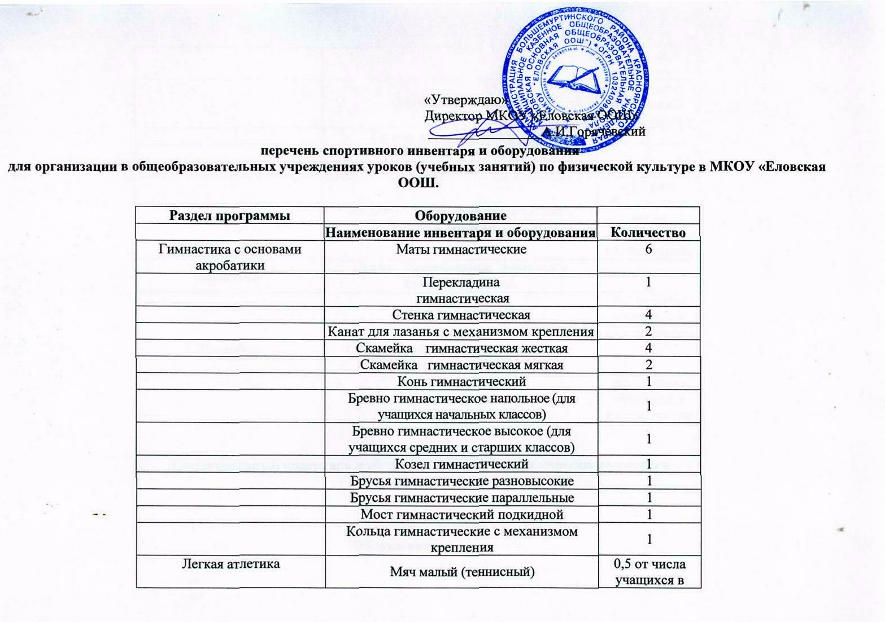 «Утверждаю»
Директор МКОУ «Еловская ООШ»
А.И.Горячевский
перечень спортивного инвентаря и оборудования
для организации в общеобразовательных учреждениях уроков (учебных занятий) по физической культуре в МКОУ «Еловская
ООШ.
Раздел программы Оборудование
Наименование инвентаря и оборудования Количество
Гимнастика с основами Маты гимнастические 6
акробатики
Перекладина 1
гимнастическая
Стенка гимнастическая 4
Канат для лазанья с механизмом крепления 2
Скамейка гимнастическая жесткая 4
Скамейка гимнастическая мягкая 2
Конь гимнастический 1
Бревно гимнастическое напольное (для
учащихся начальных классов) 1
Бревно гимнастическое высокое (для
учащихся средних и старших классов) 1
Козел гимнастический 1
Брусья гимнастические разновысокие 1
Брусья гимнастические параллельные 1
Мост гимнастический подкидной 1
Кольца гимнастические с механизмом
крепления 1
Легкая атлетика Мяч малый (теннисный) 0,5 от числа
учащихся в